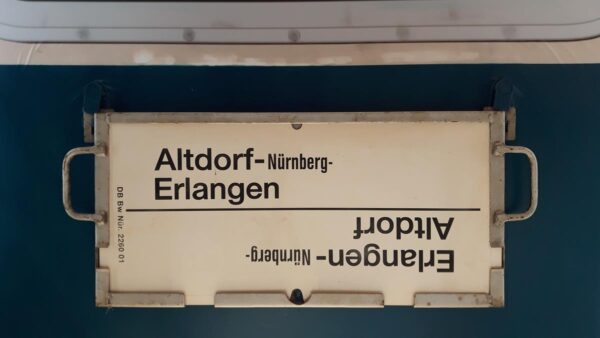 Altdorf-Nürnberg-
Erlangen
Erlangen-Nürnberg-
Altdorf
DB Bw Nür. 2260 01